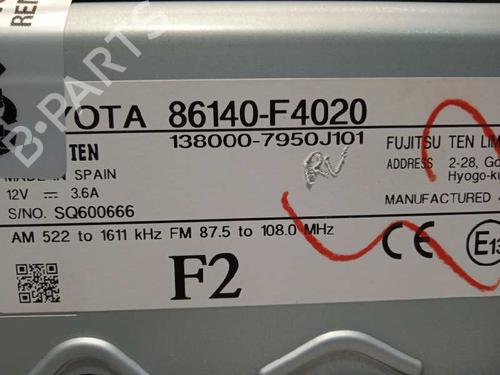 B-PARTS
REN
TOYOTA 86140-F4020
138000-7950J101
TEN
MADE IN SPAIN
12V 3.6A
S/NO. SQ600666
FUJITSU TEN LIM
ADDRESS 2-28, Go
Hyogo-ku
MANUFACTURED
RV
AM 522 to 1611 kHz FM 87.5 to 108.0 MHz
F2
CE
E13